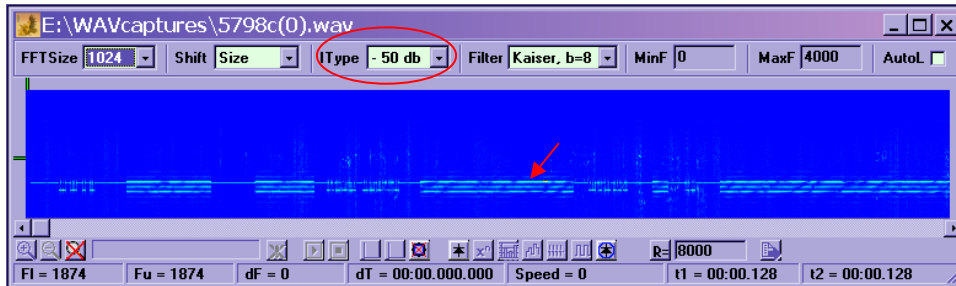 E:\WAVcaptures\5798c(0).wav
FFTSize 1024 Shift Size IType - 50 db Filter Kaiser, b=8 MinF 0 MaxF 4000 AutoL
R= 8000
Fl = 1874 Fu = 1874 dF = 0 dT = 00:00.000.000 Speed = 0 t1 = 00:00.128 t2 = 00:00.128